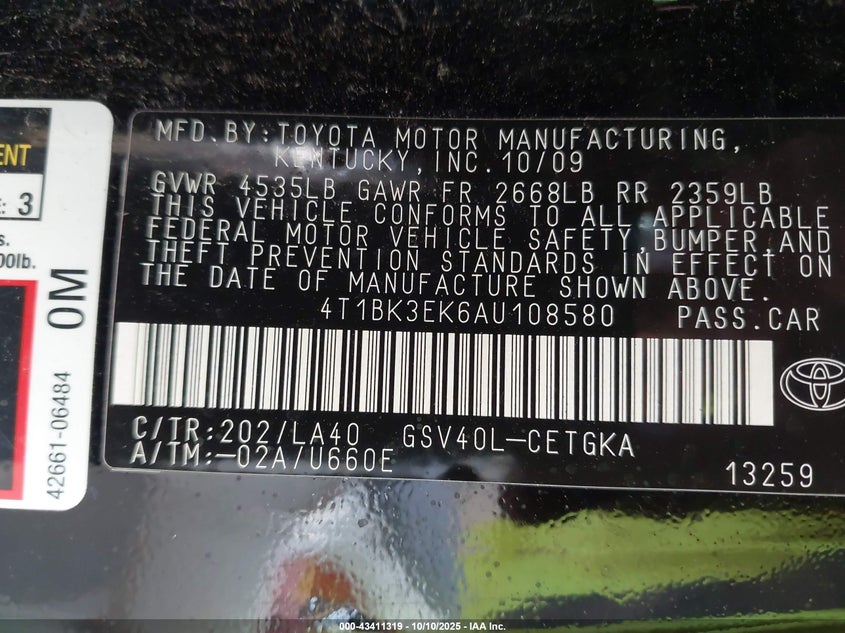 MFD.BY:TOYOTA MOTOR MANUFACTURING,
KENTUCKY,INC.10/09
GVWR 4535LB GAWR FR 2668LB RR 2359LB
THIS VEHICLE CONFORMS TO ALL APPLICABLE
FEDERAL MOTOR VEHICLE SAFETY,BUMPER,AND
THEFT PREVENTION STANDARDS IN EFFECT ON
THE DATE OF MANUFACTURE SHOWN ABOVE.
4T1BK3EK6AU108580 PASS.CAR
C/TR:202/LA40 GSV40L-CETGKA
A/TM:-02A/U660E
13259
3
00lb.
0M
42661-06484
000-43411319 - 10/10/2025 - IAA Inc.